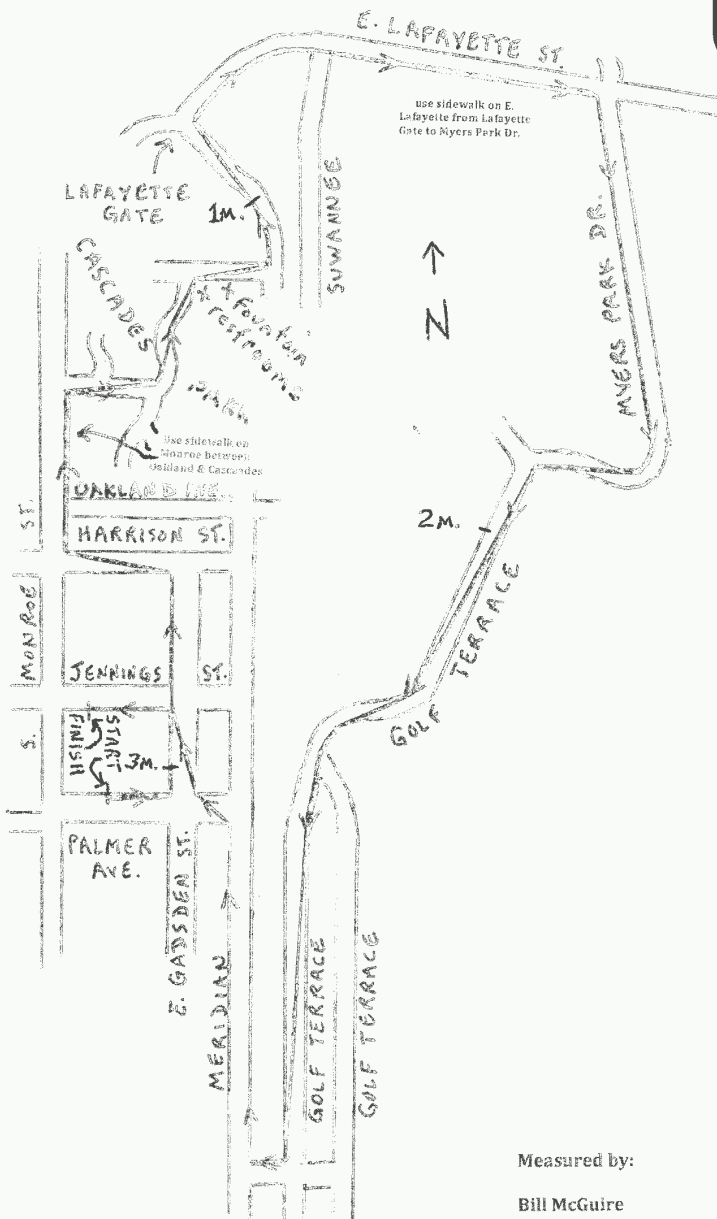 E. LAFAYETTE ST.
use sidewalk on E.
Lafayette from Lafayette
Gate to Myers Park Dr.
LAFAYETTE
GATE
1M.
SUWANNEE
MYERS PARK DR.
CASCADES
PARK
X X fountain
restrooms
N
Use sidewalk on
Monroe between
Oakland & Cascades
OAKLAND AVE.
HARRISON ST.
2M.
GOLF TERRACE
S. MONROE ST.
JENNINGS ST.
START
FINISH
3M.
PALMER
AVE.
E. GADSDEN ST.
MERIDIAN
GOLF TERRACE
GOLF TERRACE
Measured by:
Bill McGuire